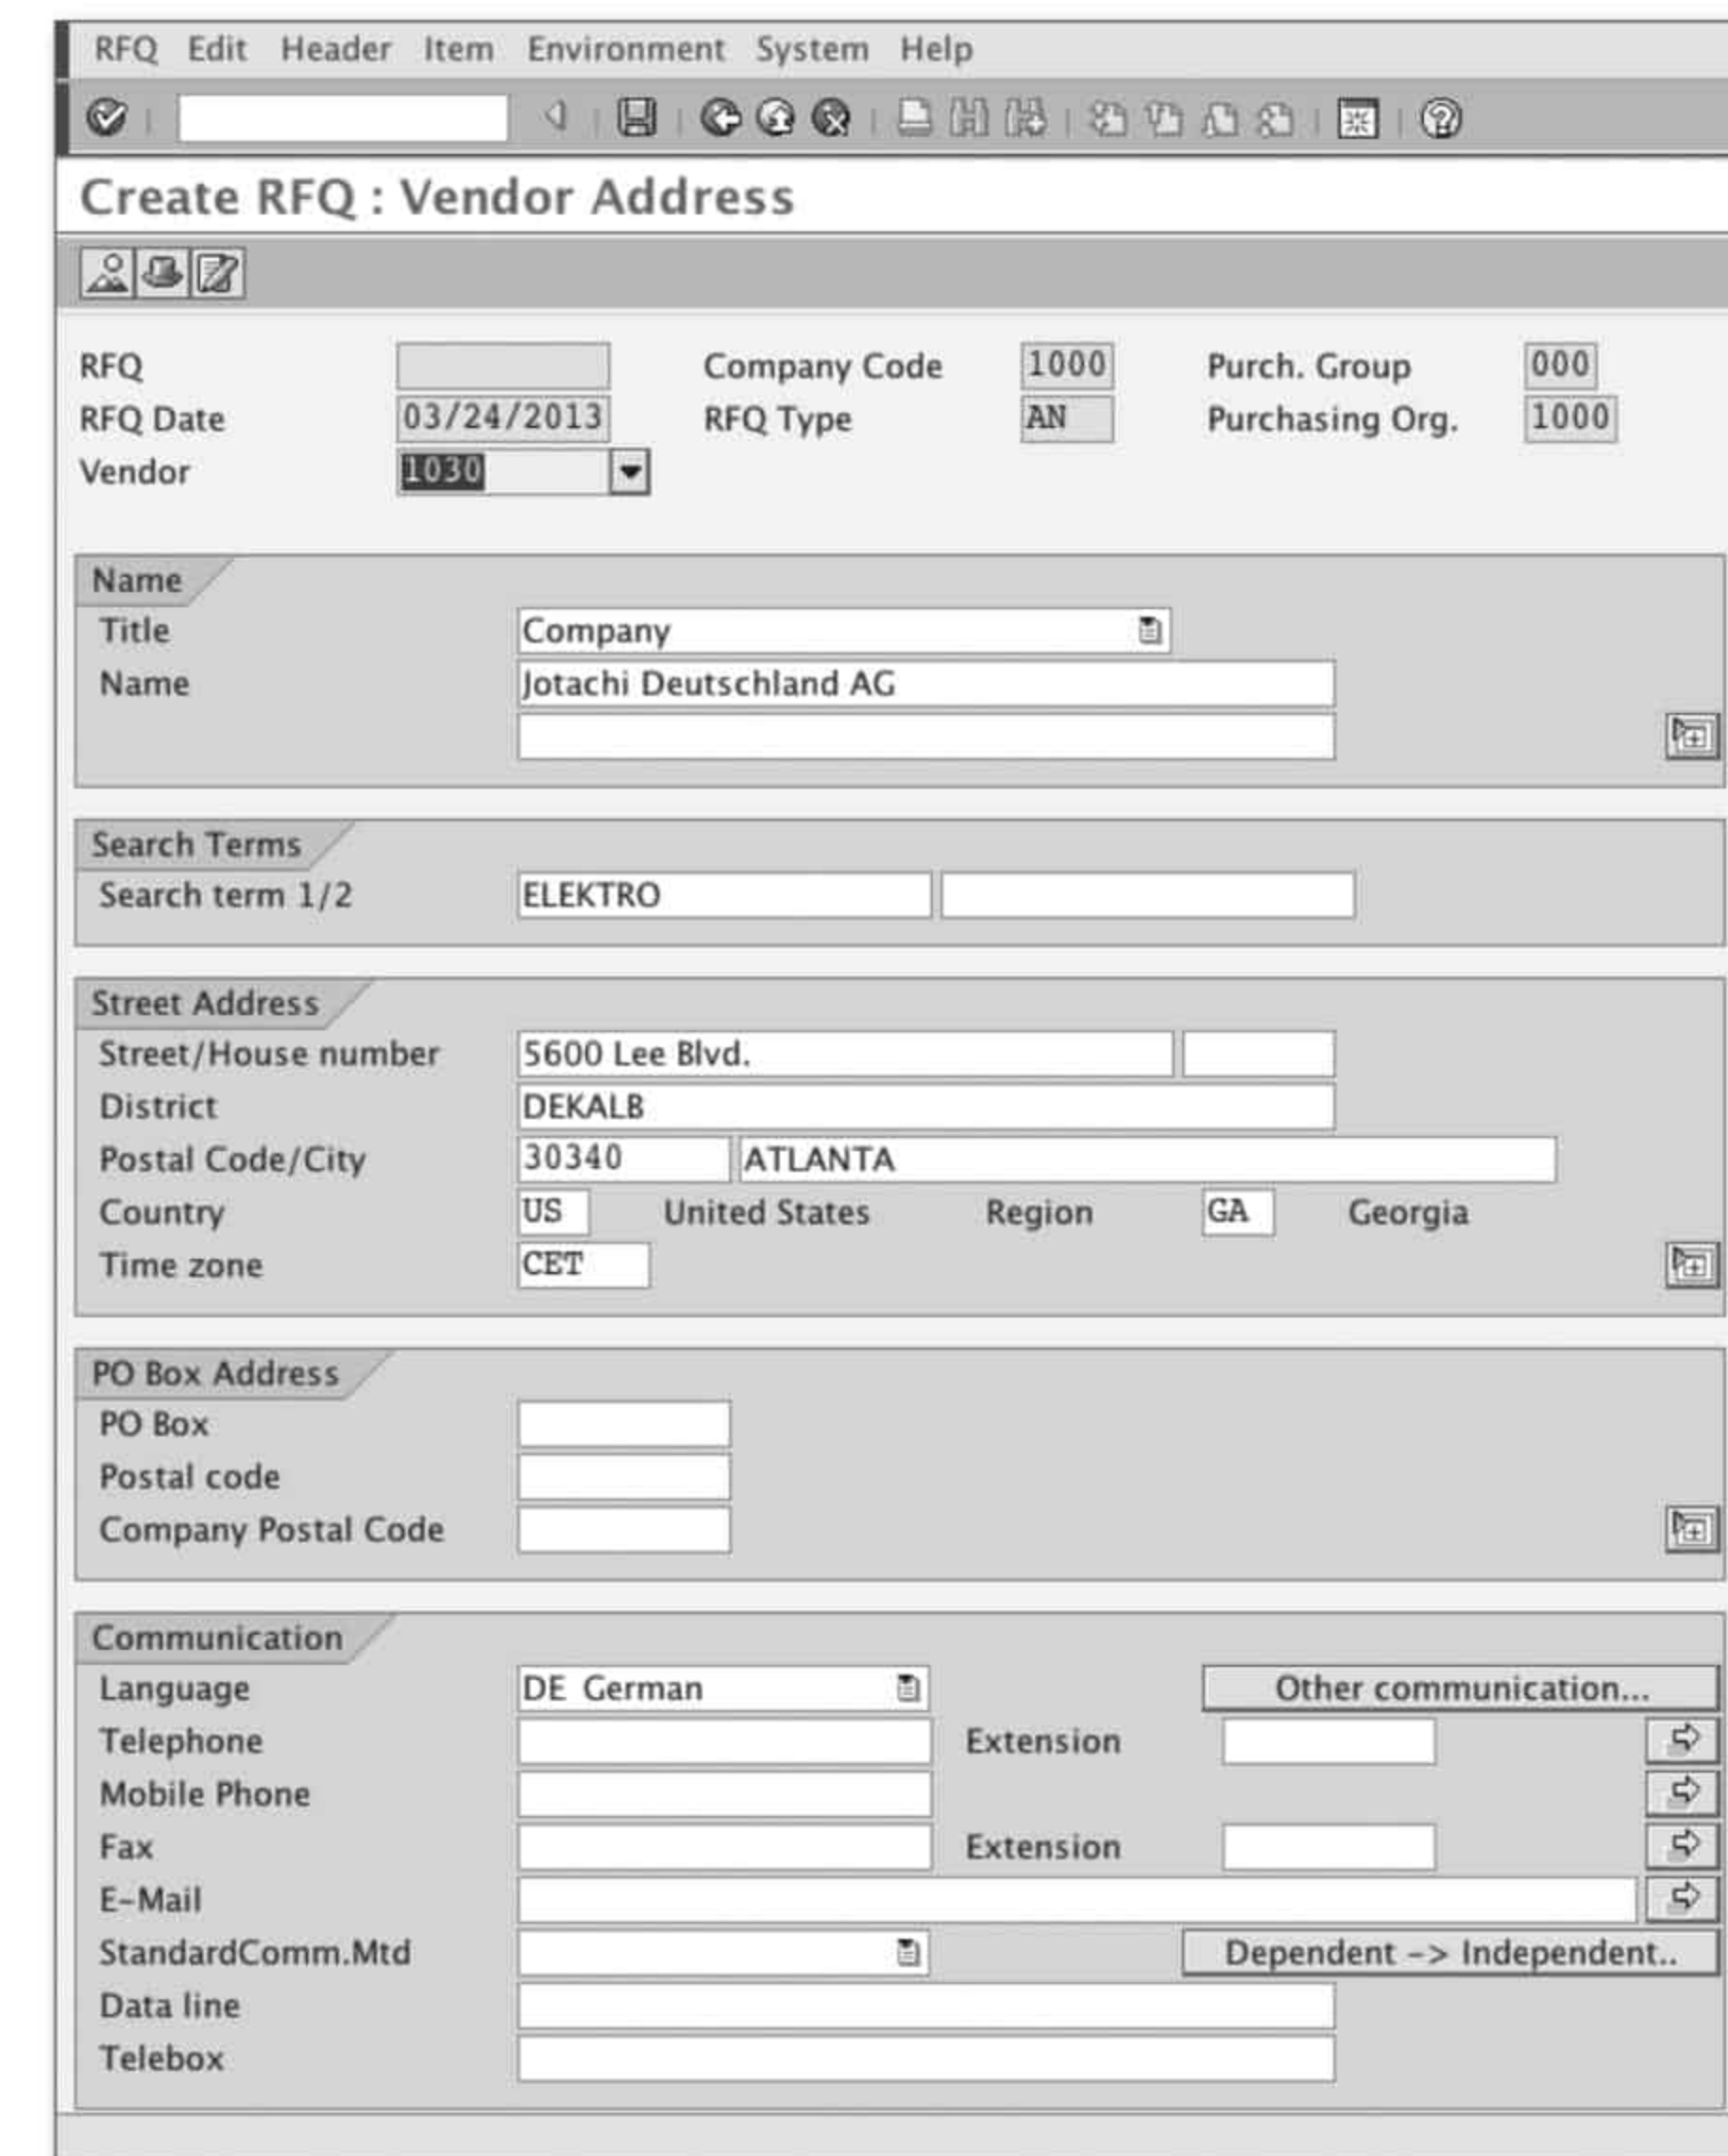 RFQ Edit Header Item Environment System Help
Create RFQ : Vendor Address
RFQ Company Code 1000 Purch. Group 000
RFQ Date 03/24/2013 RFQ Type AN Purchasing Org. 1000
Vendor 1030
Name
Title Company
Name Jotachi Deutschland AG
Search Terms
Search term 1/2 ELEKTRO
Street Address
Street/House number 5600 Lee Blvd.
District DEKALB
Postal Code/City 30340 ATLANTA
Country US United States Region GA Georgia
Time zone CET
PO Box Address
PO Box
Postal code
Company Postal Code
Communication
Language DE German Other communication...
Telephone Extension
Mobile Phone
Fax Extension
E-Mail
StandardComm.Mtd Dependent -> Independent..
Data line
Telebox